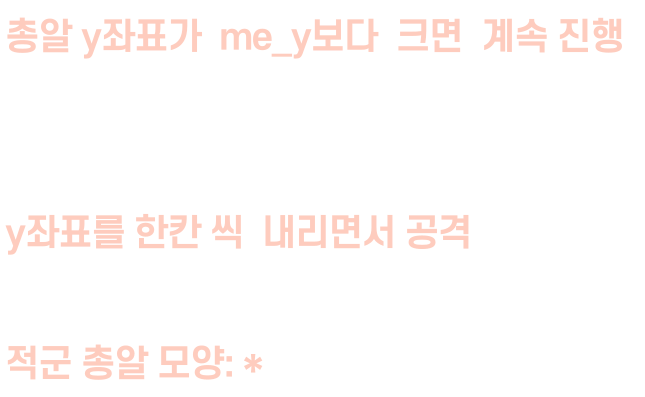 총알 y좌표가 me_y보다 크면 계속 진행
y좌표를 한칸 씩 내리면서 공격
적군 총알 모양: *